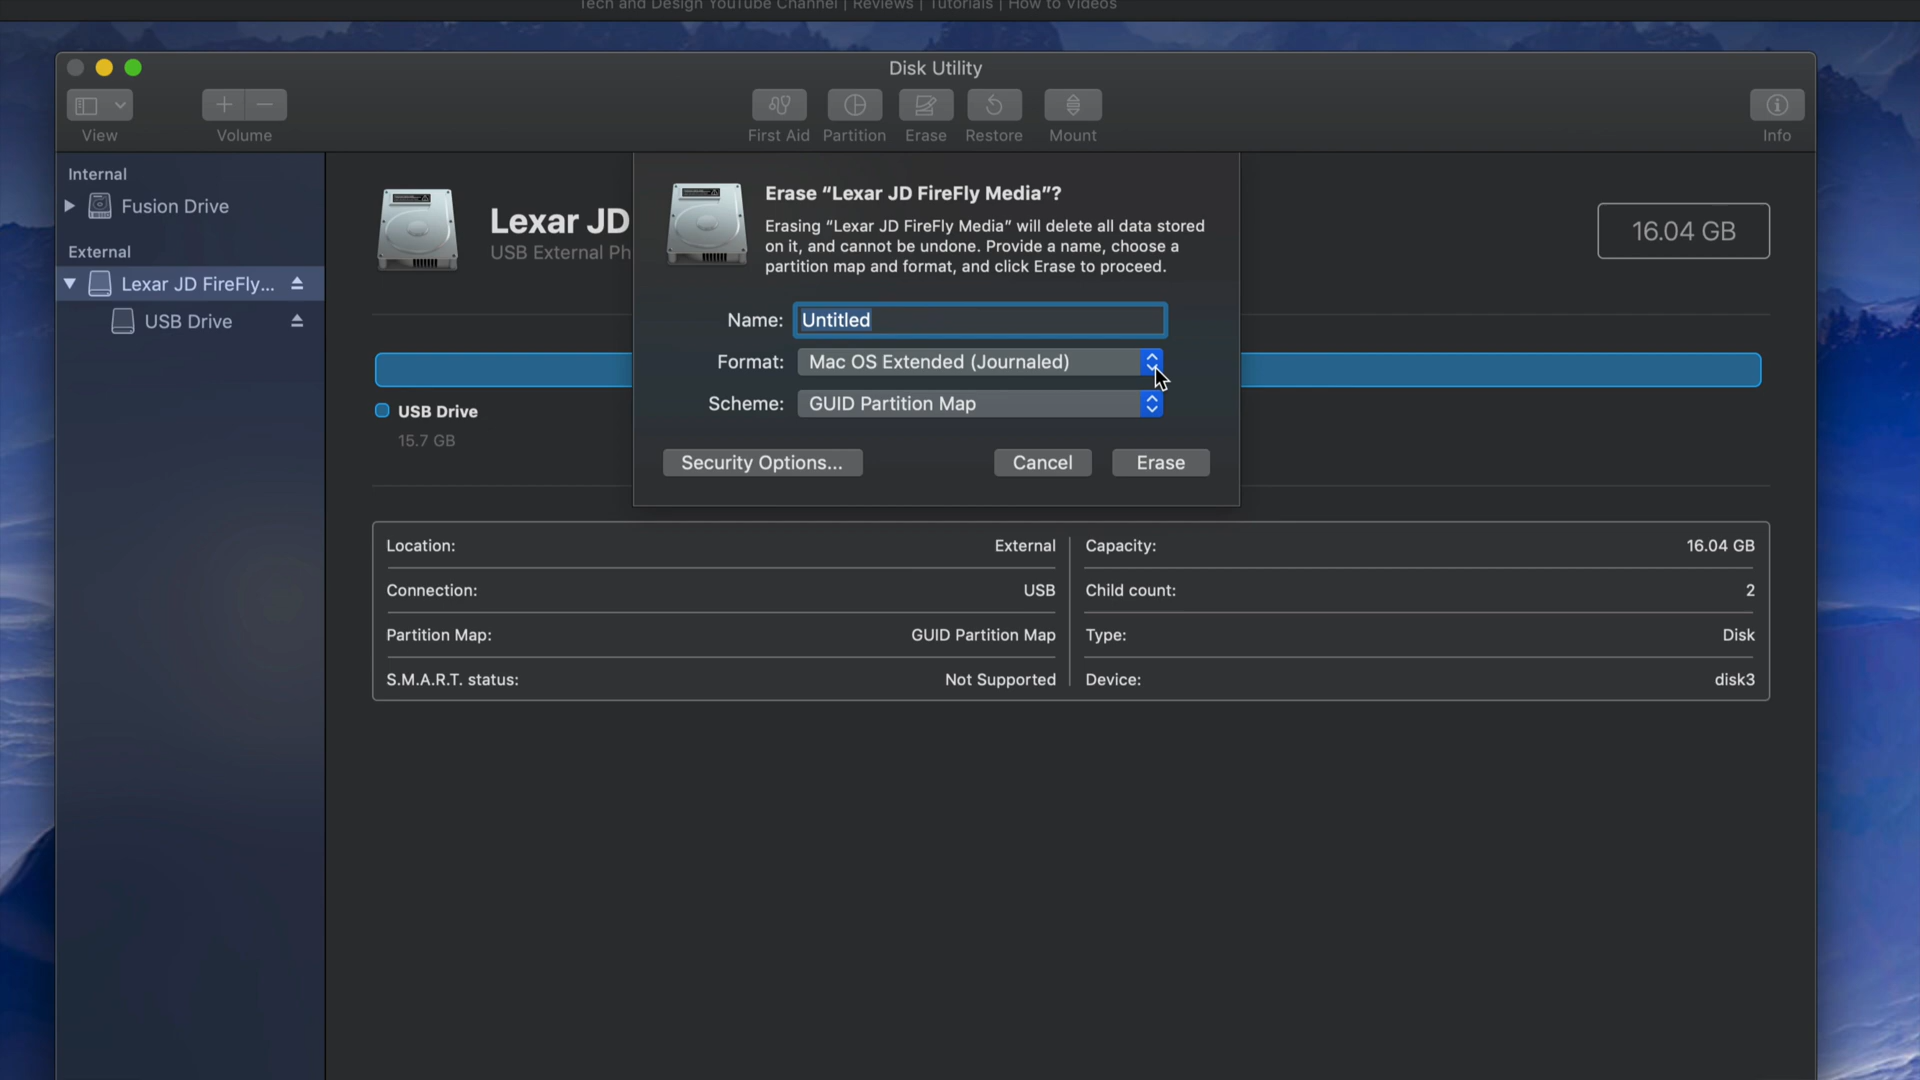 Tech and Design YouTube Channel | Reviews | Tutorials | How to Videos
Disk Utility
View
Volume
First Aid
Partition
Erase
Restore
Mount
Info
Internal
Fusion Drive
External
Lexar JD FireFly...
USB Drive
Lexar JD
USB External Ph
16.04 GB
Erase “Lexar JD FireFly Media”?
Erasing “Lexar JD FireFly Media” will delete all data stored
on it, and cannot be undone. Provide a name, choose a
partition map and format, and click Erase to proceed.
Name: Untitled
Format: Mac OS Extended (Journaled)
Scheme: GUID Partition Map
Security Options...
Cancel
Erase
USB Drive
15.7 GB
Location: External
Connection: USB
Partition Map: GUID Partition Map
S.M.A.R.T. status: Not Supported
Capacity: 16.04 GB
Child count: 2
Type: Disk
Device: disk3